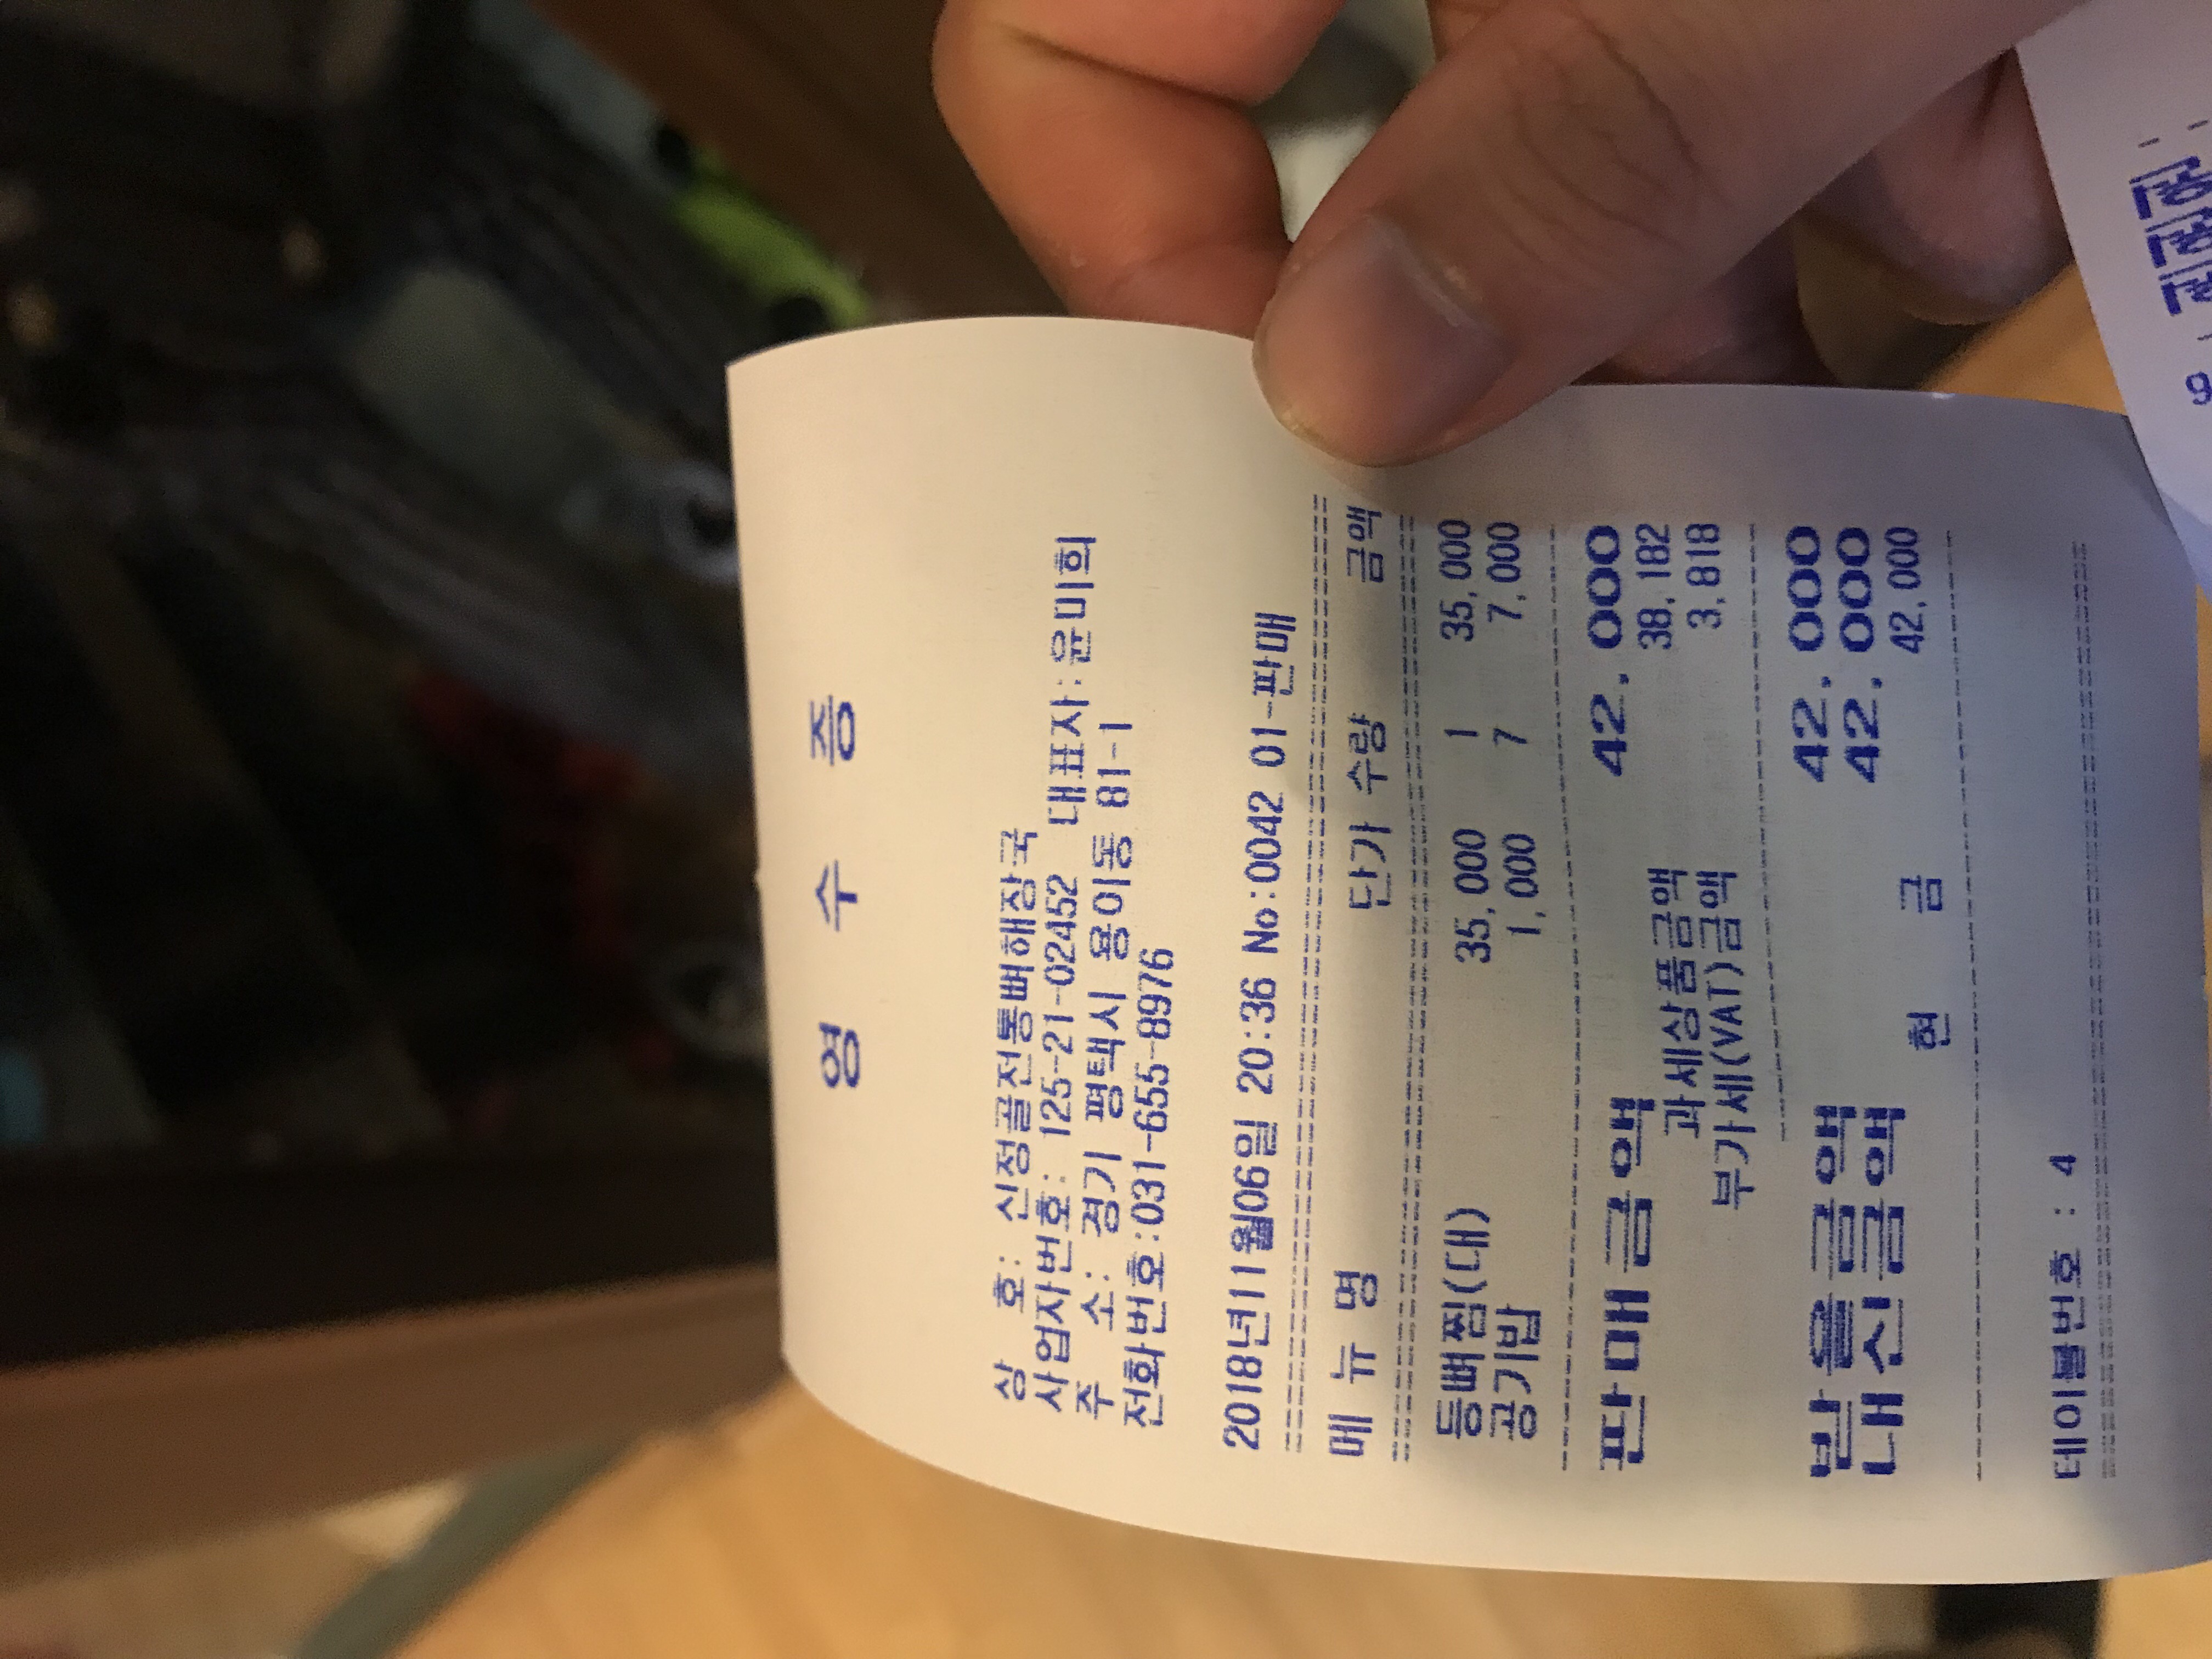 영 수 증
상 호: 신정골전통뼈해장국
사업자번호: 125-21-02452 대표자:윤미희
주 소: 경기 평택시 용이동 81-1
전화번호:031-655-8976
2018년11월06일 20:36 No:0042 01-판매
메 뉴 명 단가 수량 금액
등뼈찜(대) 35,000 1 35,000
공기밥 1,000 7 7,000
판매금액 42,000
과세상품금액 38,182
부가세(VAT)금액 3,818
받을금액 42,000
내신금액 42,000
현 금 42,000
테이블번호 : 4